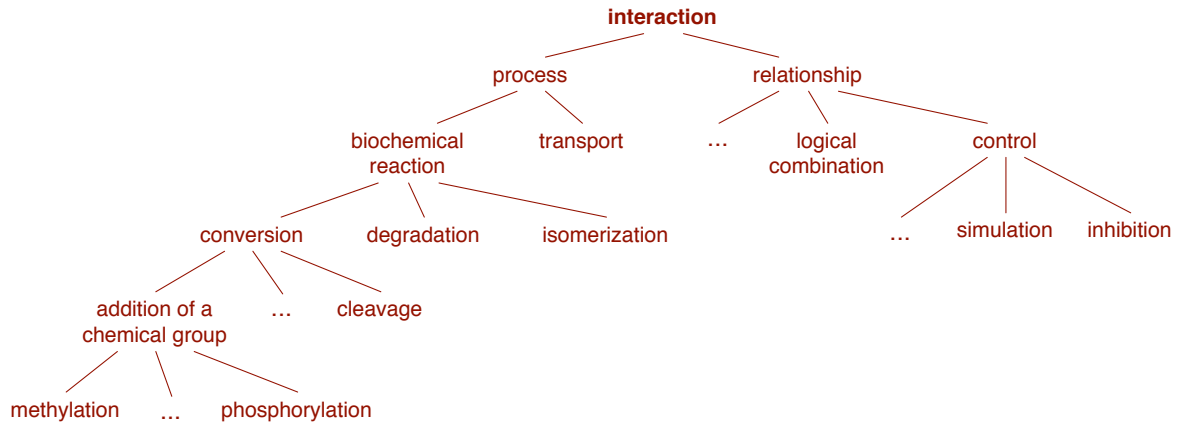 interaction
process
relationship
biochemical
reaction
transport
...
logical
combination
control
conversion
degradation
isomerization
...
simulation
inhibition
addition of a
chemical group
...
cleavage
methylation
...
phosphorylation